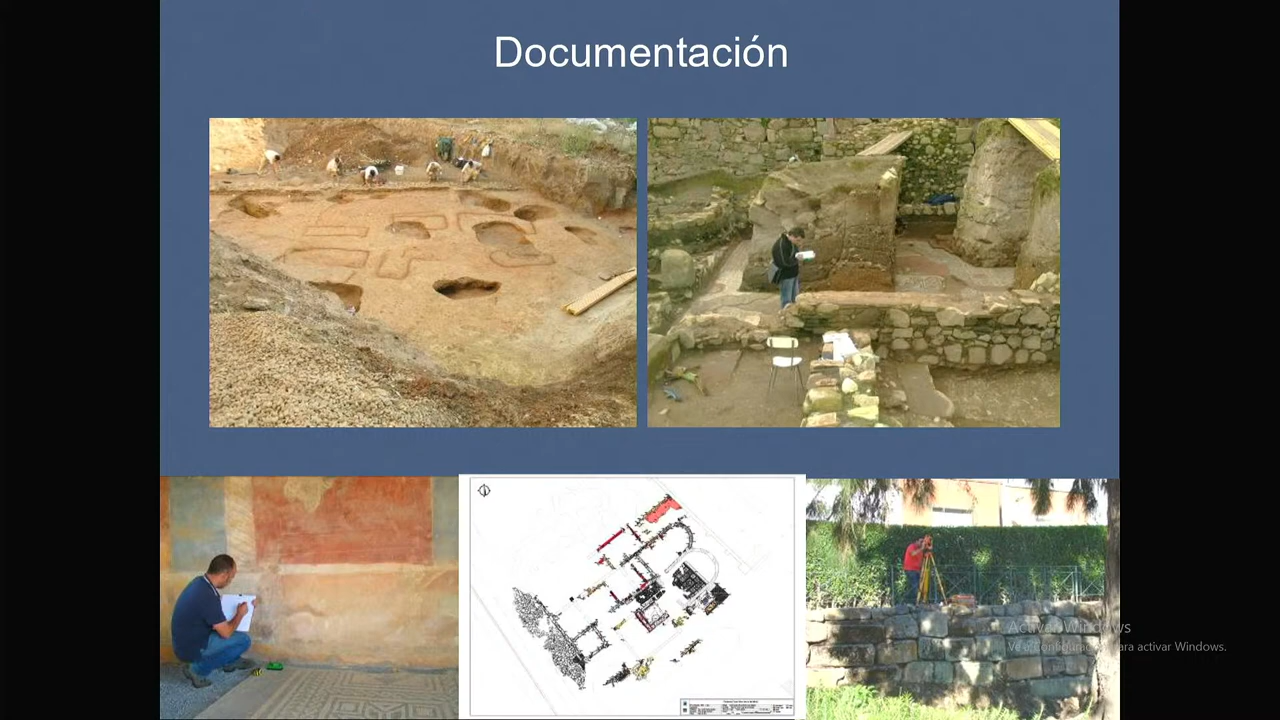 Documentación
Activar Windows
Ve a Configuración para activar Windows.